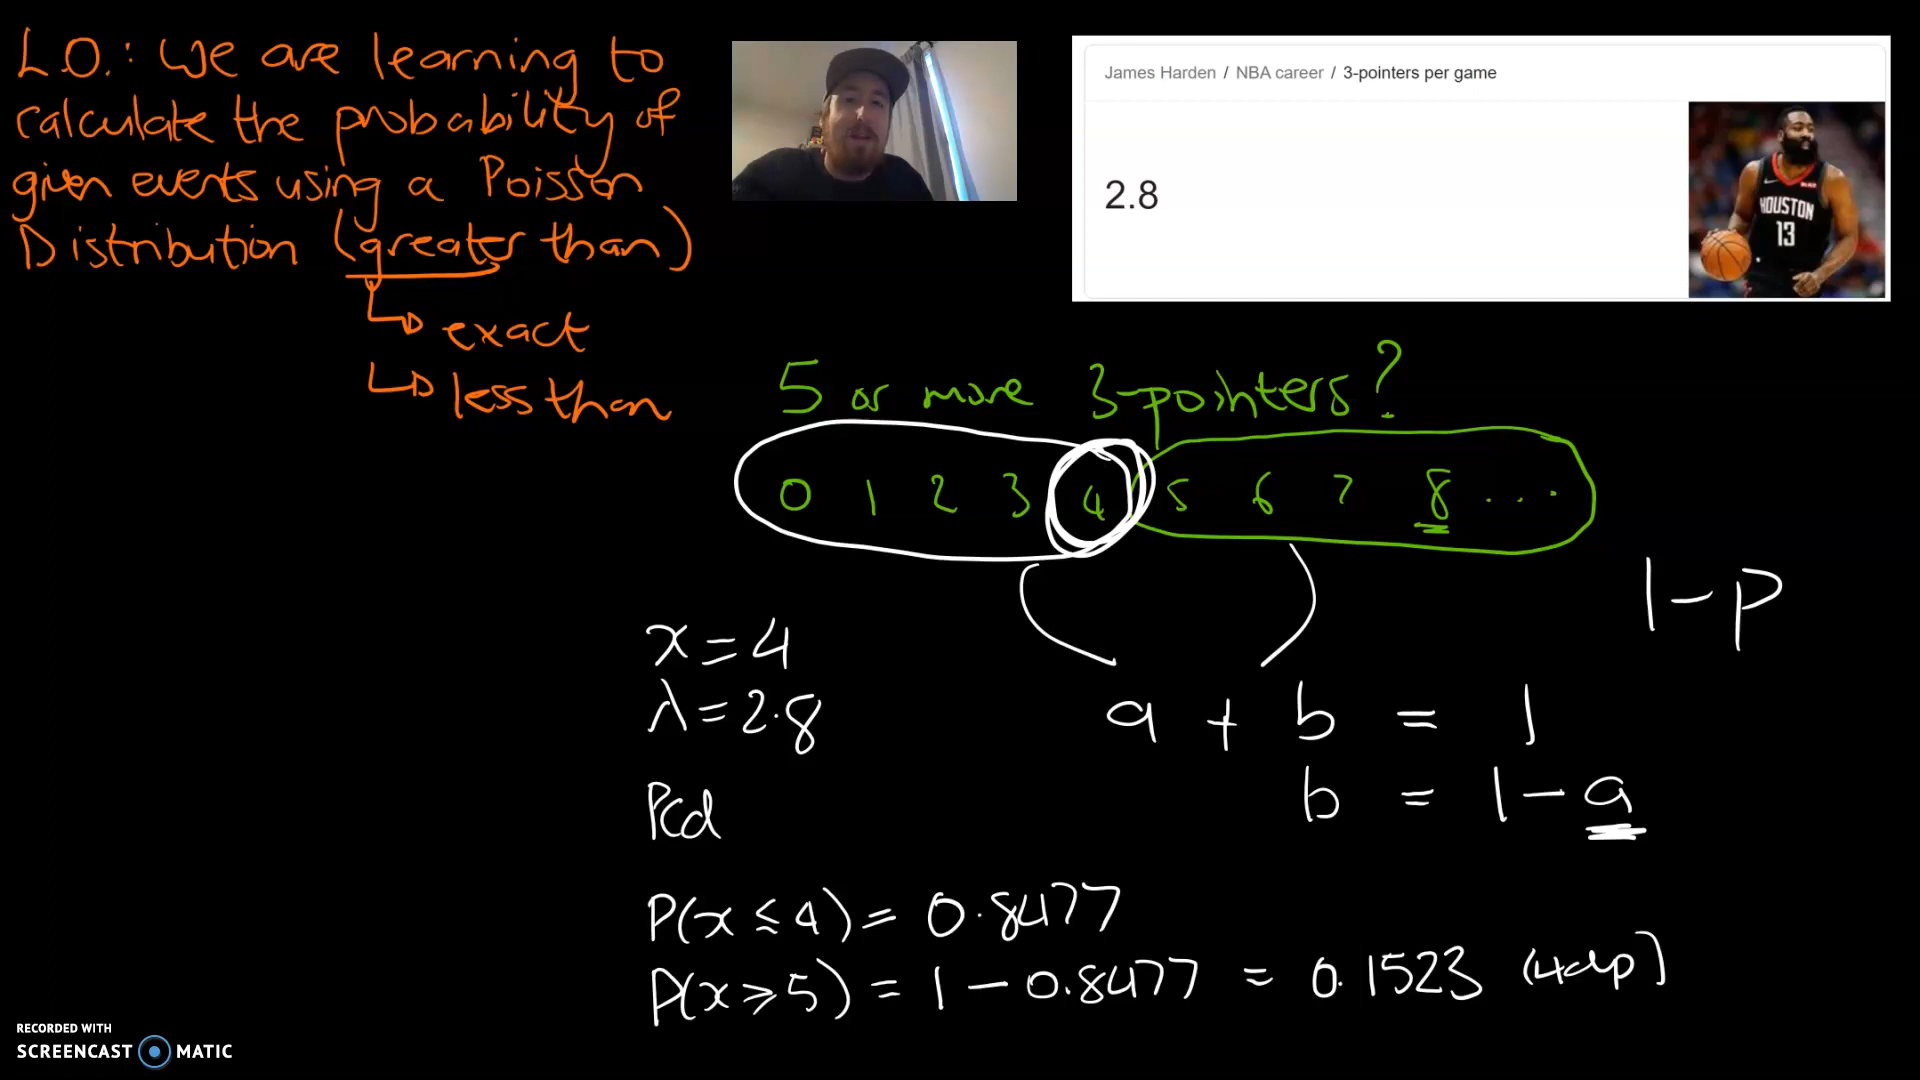 L.O.: We are learning to
calculate the probability of
given events using a Poisson
Distribution (greater than)
exact
less than
James Harden / NBA career / 3-pointers per game
2.8
HOUSTON
13
5 or more 3-pointers?
0 1 2 3 4 5 6 7 8 ...
1-p
x=4
λ=2.8
a + b = 1
b = 1-a
Pcd
P(x ≤ 4) = 0.8477
P(x ≥ 5) = 1 - 0.8477 = 0.1523 (4dp)
RECORDED WITH
SCREENCAST MATIC